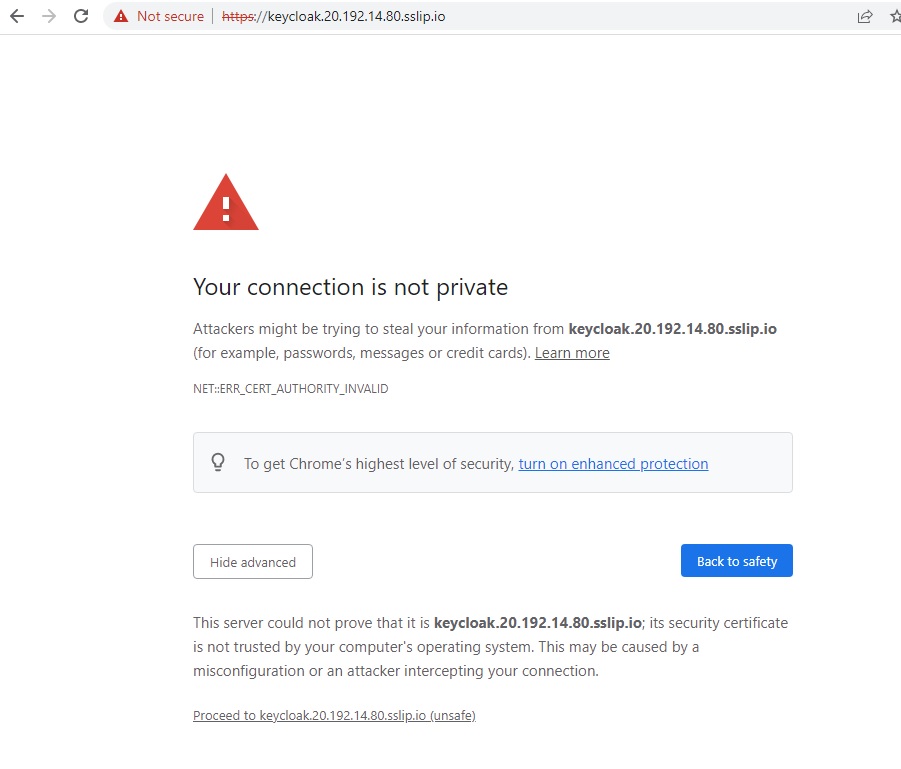 Not secure | https://keycloak.20.192.14.80.sslip.io
Your connection is not private
Attackers might be trying to steal your information from keycloak.20.192.14.80.sslip.io
(for example, passwords, messages or credit cards). Learn more
NET::ERR_CERT_AUTHORITY_INVALID
To get Chrome's highest level of security, turn on enhanced protection
Hide advanced
Back to safety
This server could not prove that it is keycloak.20.192.14.80.sslip.io; its security certificate
is not trusted by your computer's operating system. This may be caused by a
misconfiguration or an attacker intercepting your connection.
Proceed to keycloak.20.192.14.80.sslip.io (unsafe)